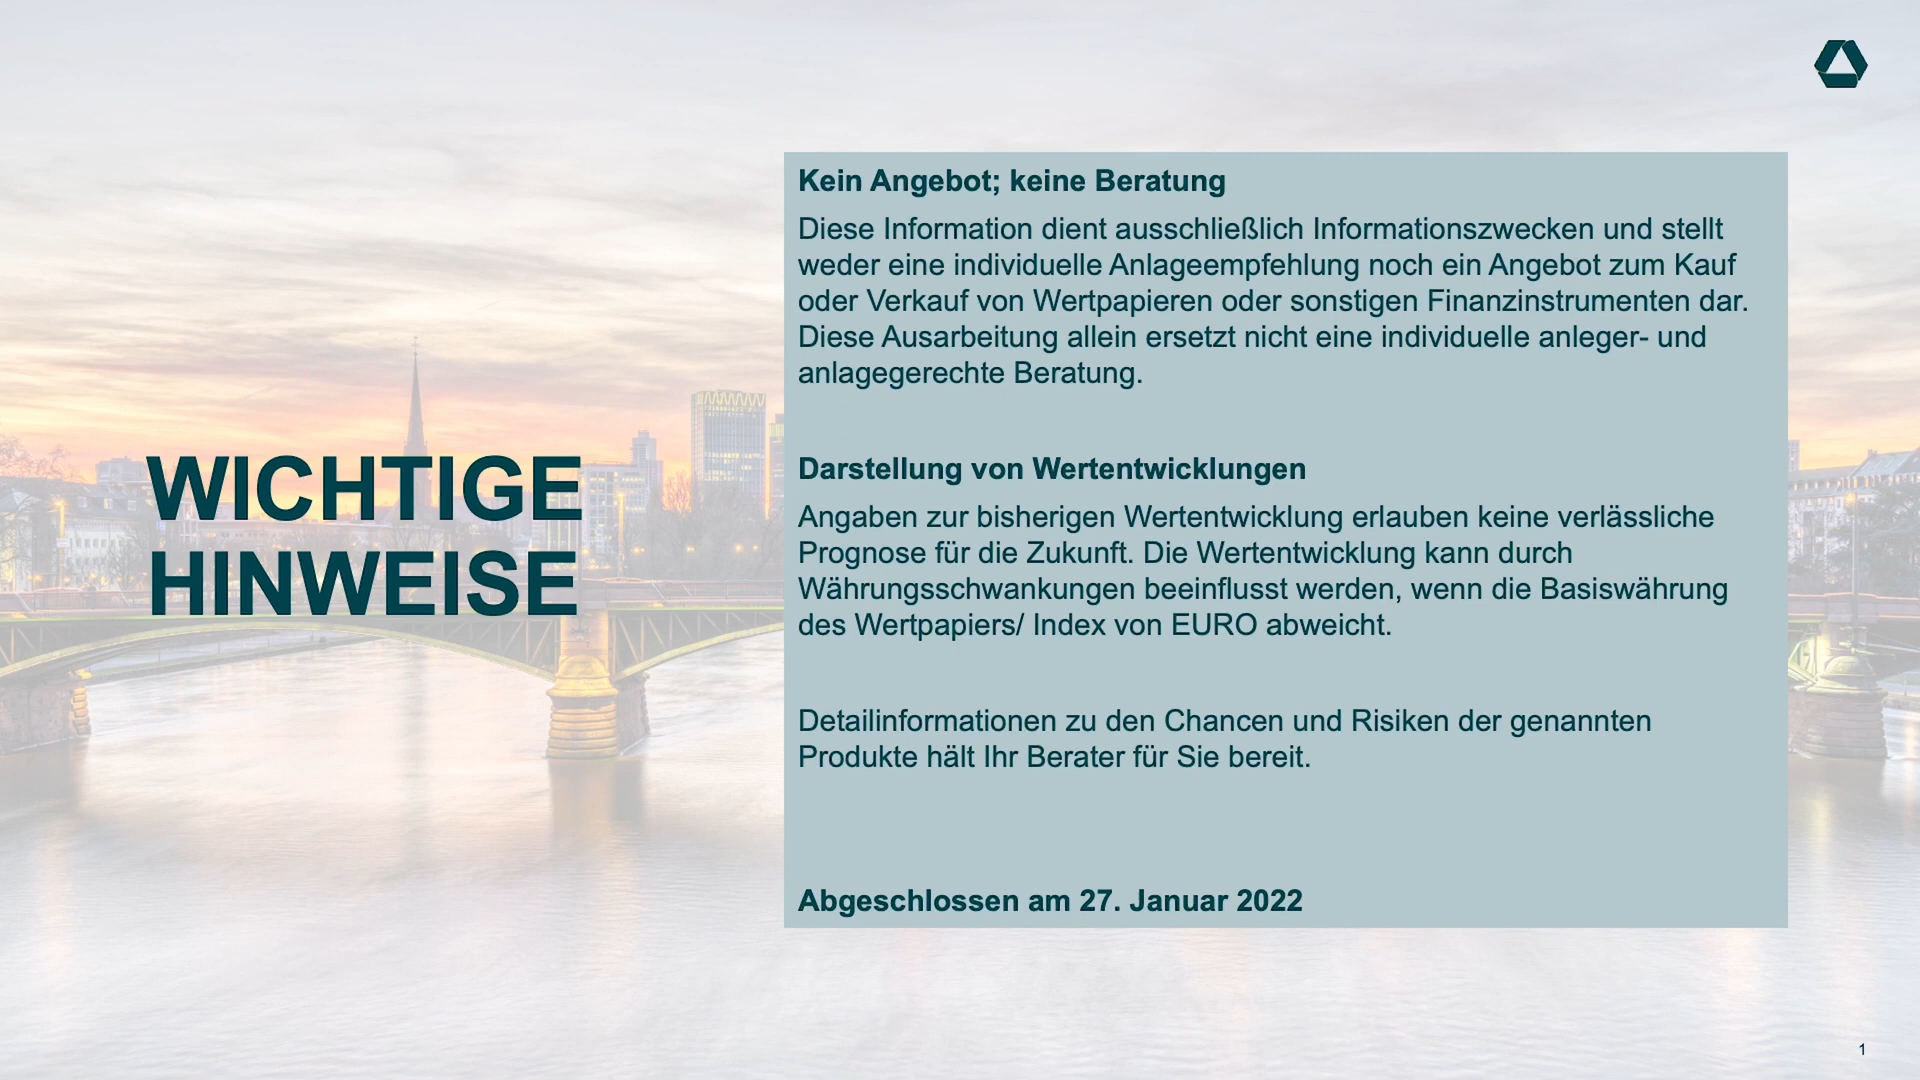 WICHTIGE
HINWEISE
Kein Angebot; keine Beratung
Diese Information dient ausschließlich Informationszwecken und stellt
weder eine individuelle Anlageempfehlung noch ein Angebot zum Kauf
oder Verkauf von Wertpapieren oder sonstigen Finanzinstrumenten dar.
Diese Ausarbeitung allein ersetzt nicht eine individuelle anleger- und
anlagegerechte Beratung.
Darstellung von Wertentwicklungen
Angaben zur bisherigen Wertentwicklung erlauben keine verlässliche
Prognose für die Zukunft. Die Wertentwicklung kann durch
Währungsschwankungen beeinflusst werden, wenn die Basiswährung
des Wertpapiers/ Index von EURO abweicht.
Detailinformationen zu den Chancen und Risiken der genannten
Produkte hält Ihr Berater für Sie bereit.
Abgeschlossen am 27. Januar 2022
1